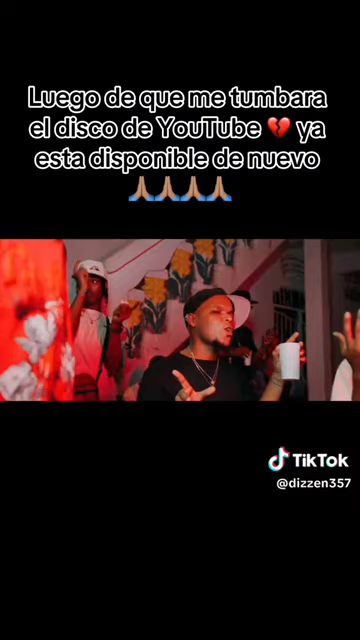 Luego de que me tumbara
el disco de YouTube 💔 ya
esta disponible de nuevo
🙏🏽🙏🏽🙏🏽🙏🏽
TikTok
@dizzen357